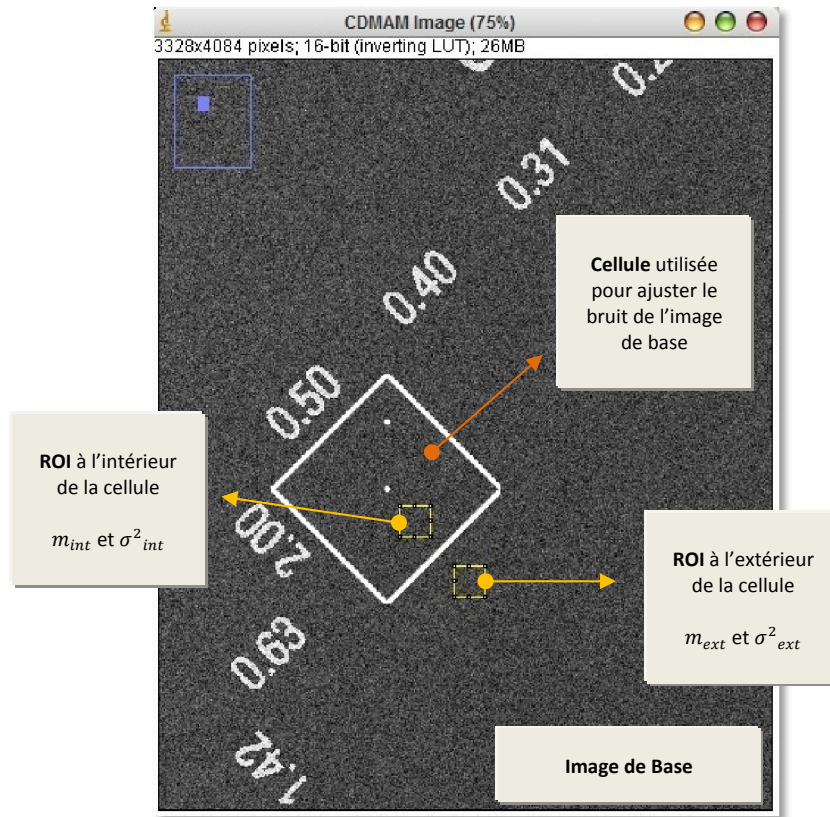 CDMAM Image (75%)
3328x4084 pixels; 16-bit (inverting LUT); 26MB
0.31
0.40
0.50
2.00
0.63
1.42
Cellule utilisée
pour ajuster le
bruit de l'image
de base
ROI à l'intérieur
de la cellule
m_int et σ²_int
ROI à l'extérieur
de la cellule
m_ext et σ²_ext
Image de Base